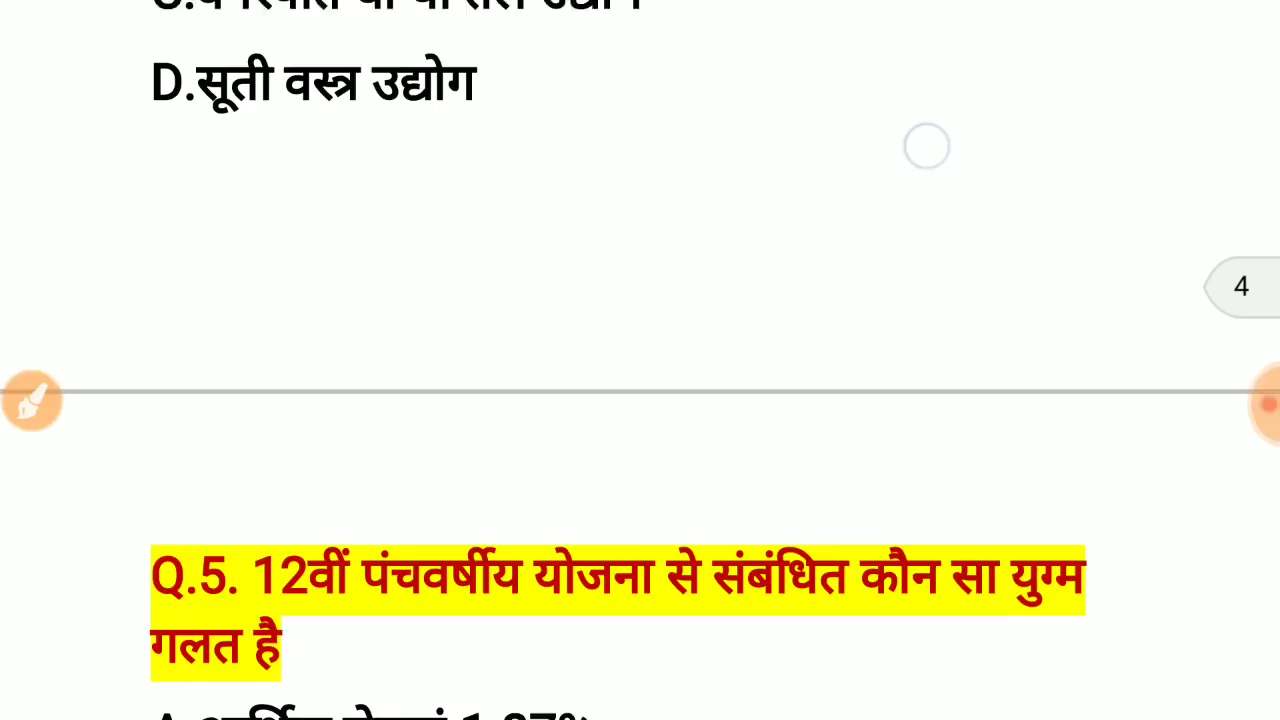 D.सूती वस्त्र उद्योग
4
Q.5. 12वीं पंचवर्षीय योजना से संबंधित कौन सा युग्म
गलत है